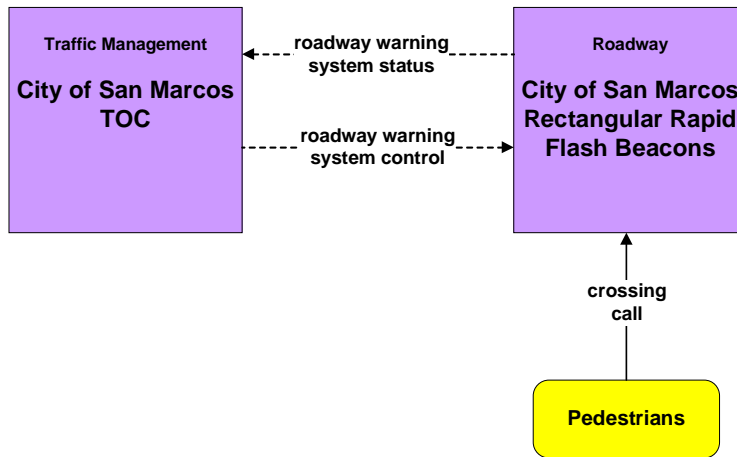 Traffic Management
City of San Marcos
TOC
roadway warning
system status
roadway warning
system control
Roadway
City of San Marcos
Rectangular Rapid
Flash Beacons
crossing
call
Pedestrians